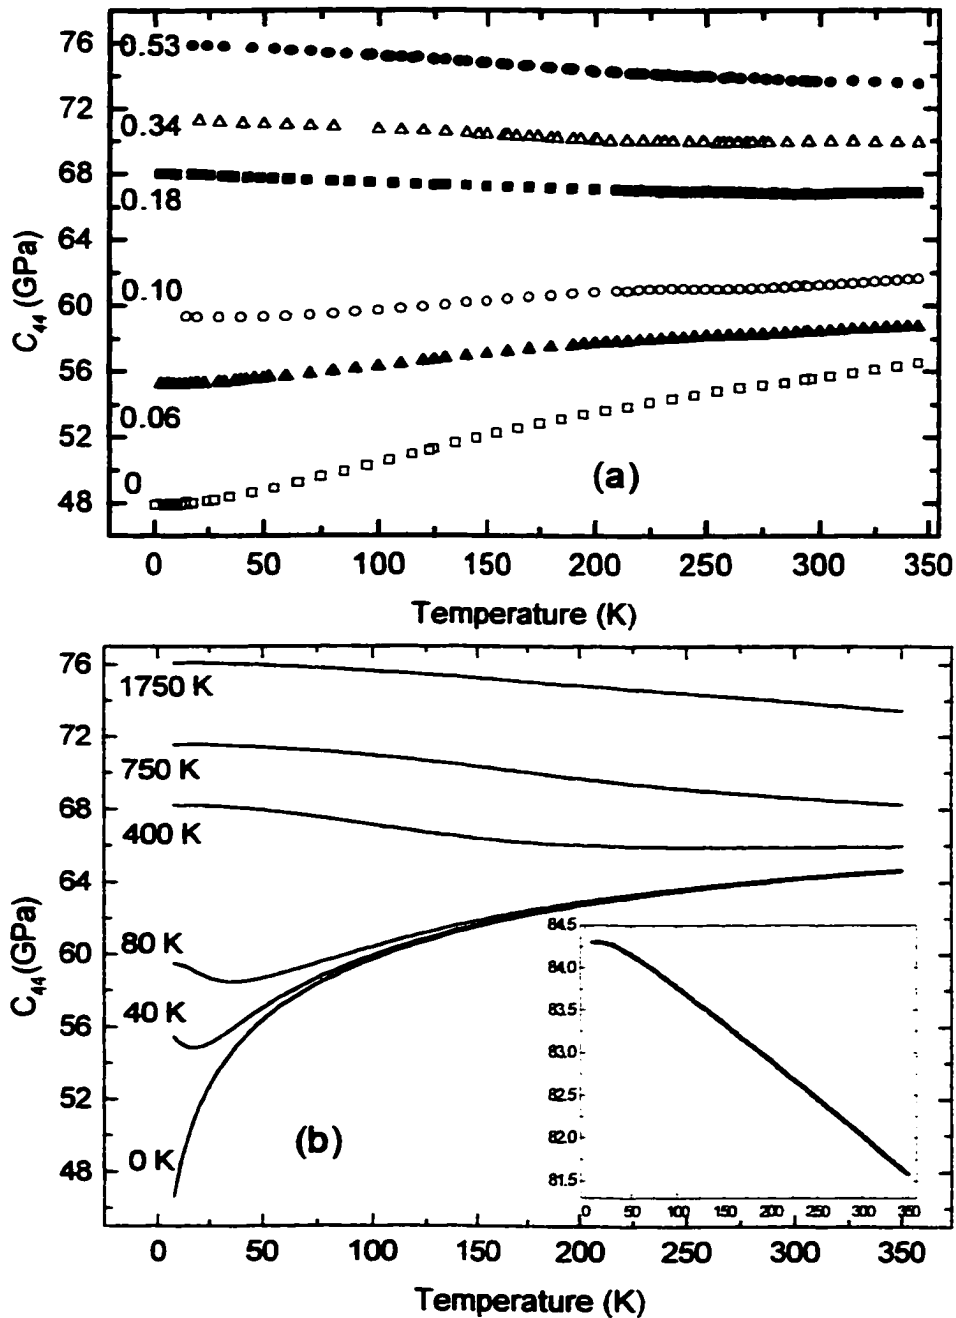 76
72
68
64
60
56
52
48
C44 (GPa)
0.53
0.34
0.18
0.10
0.06
0
(a)
0 50 100 150 200 250 300 350
Temperature (K)
76
72
68
64
60
56
52
48
C44 (GPa)
1750 K
750 K
400 K
80 K
40 K
0 K
(b)
84.5
84.0
83.5
83.0
82.5
82.0
81.5
0 50 100 150 200 250 300 350
0 50 100 150 200 250 300 350
Temperature (K)